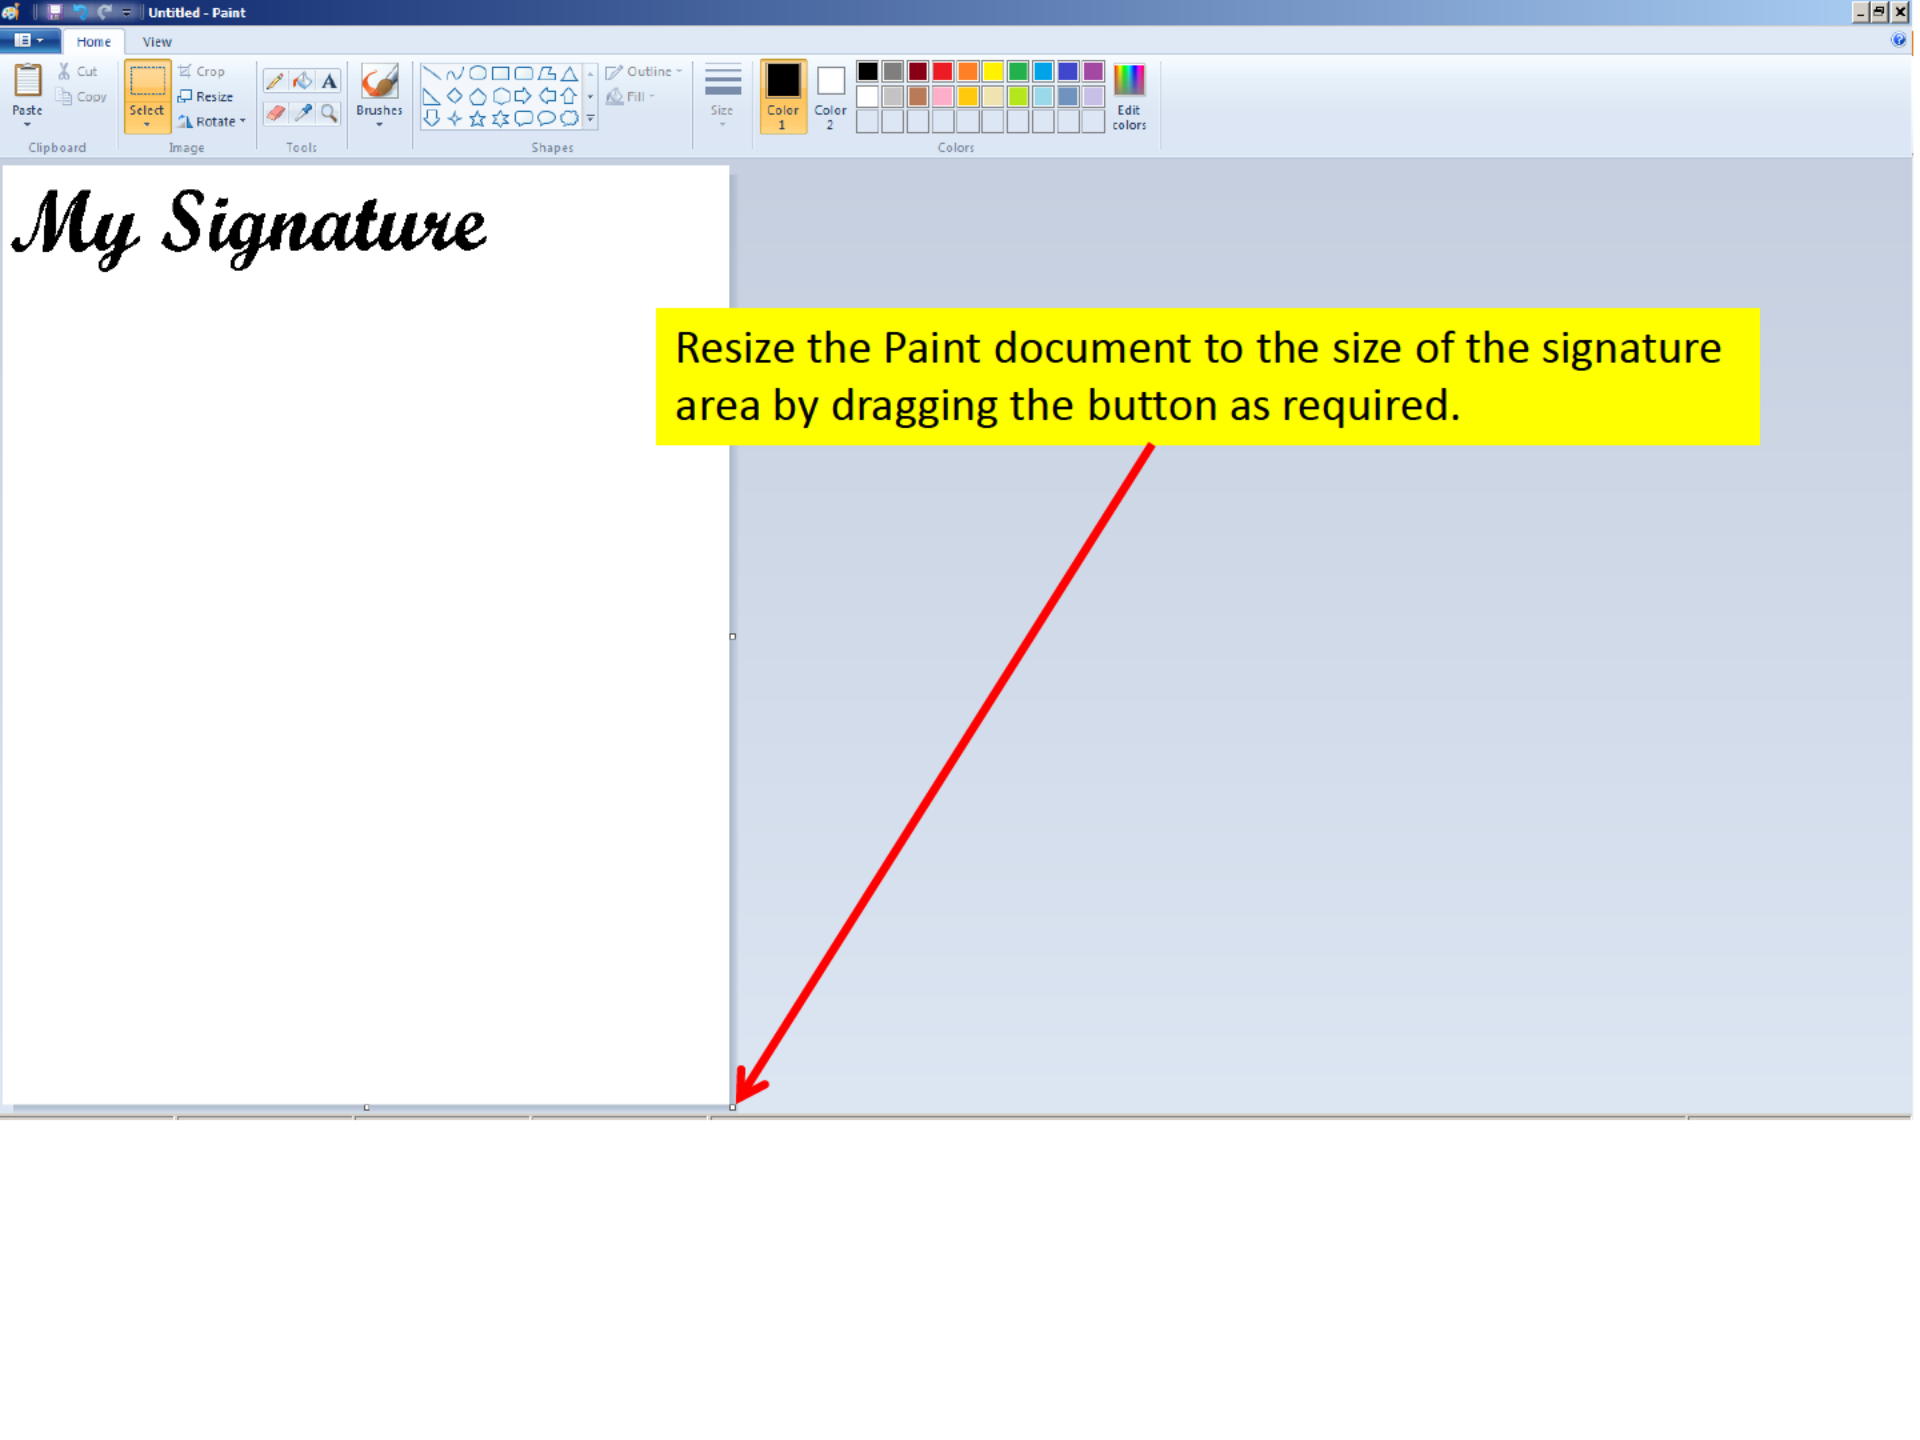 Untitled - Paint
Home View
Paste
Cut
Copy
Clipboard
Select
Crop
Resize
Rotate
Image
A
Tools
Brushes
Outline
Fill
Shapes
Size
Color 1
Color 2
Edit colors
Colors
My Signature
Resize the Paint document to the size of the signature
area by dragging the button as required.